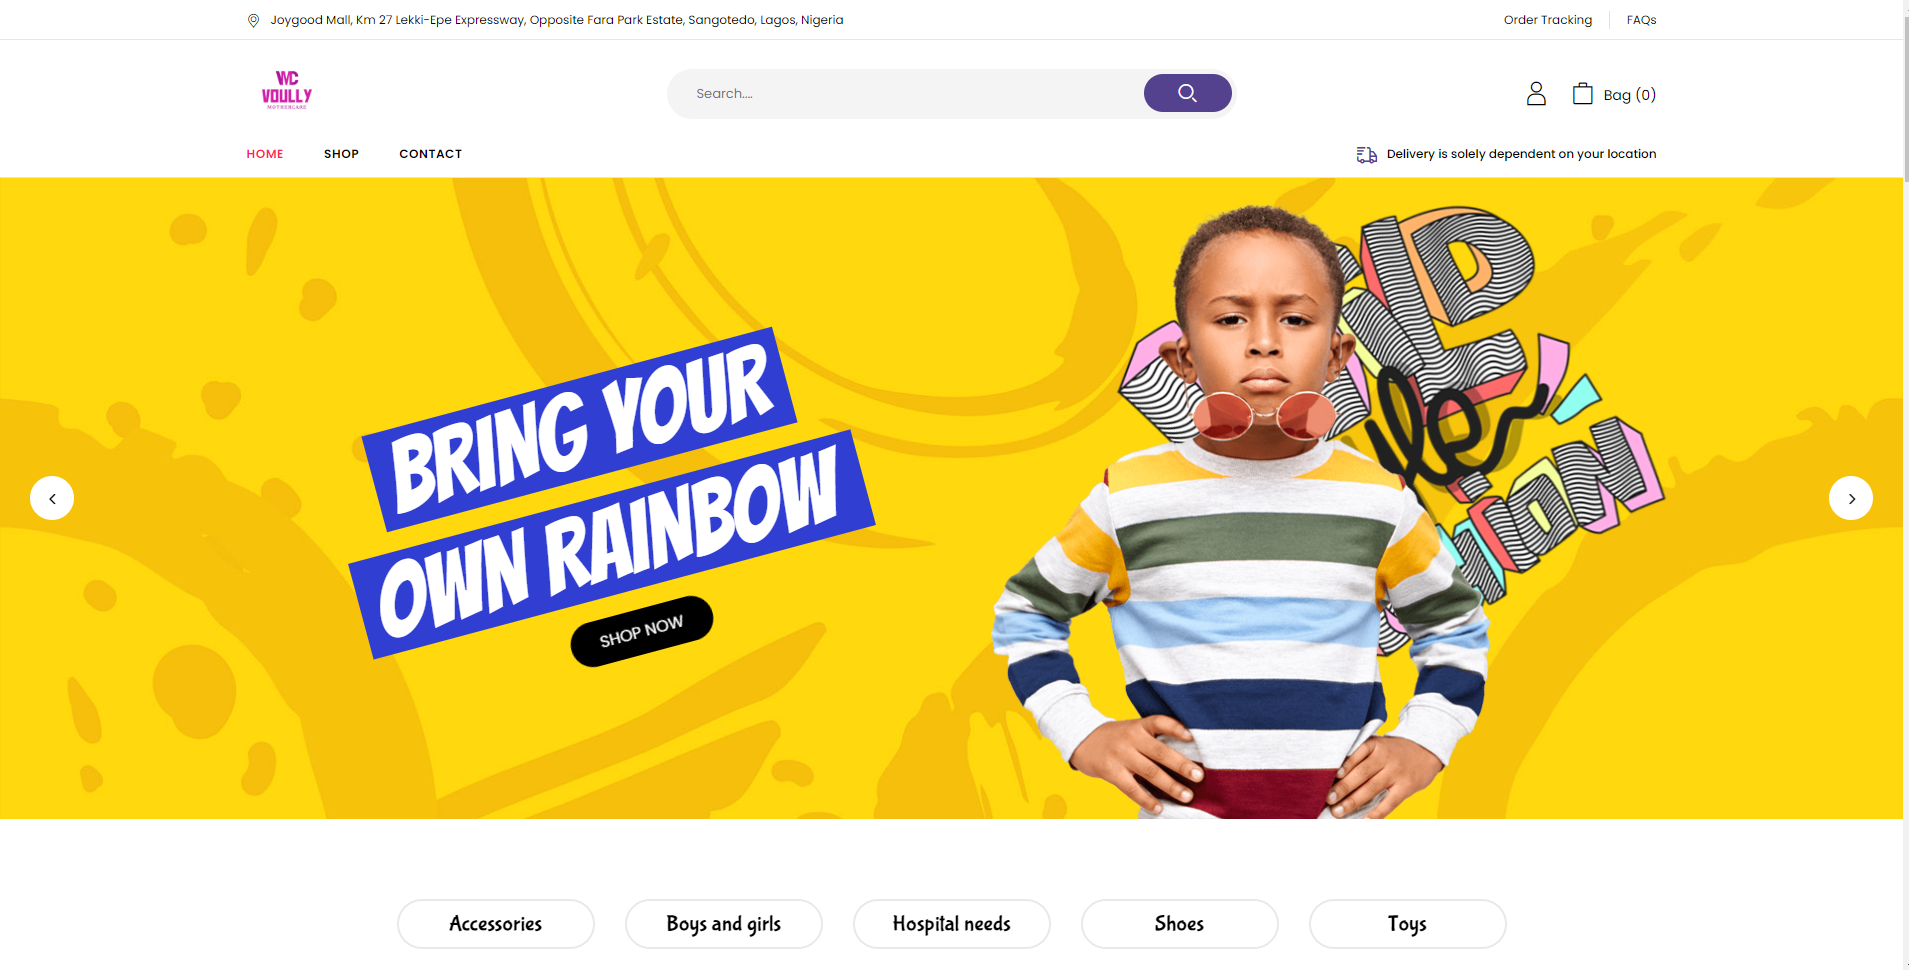 Joygood Mall, Km 27 Lekki-Epe Expressway, Opposite Fara Park Estate, Sangotedo, Lagos, Nigeria
Order Tracking
FAQs
VOULLY
MOTHERCARE
Search....
Bag (0)
HOME
SHOP
CONTACT
Delivery is solely dependent on your location
BRING YOUR
OWN RAINBOW
SHOP NOW
Accessories
Boys and girls
Hospital needs
Shoes
Toys